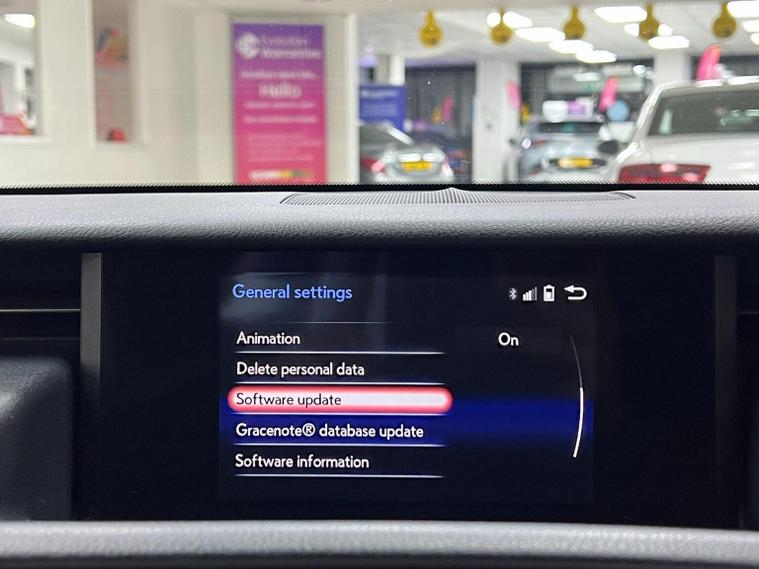 Hello
General settings
Animation On
Delete personal data
Software update
Gracenote® database update
Software information